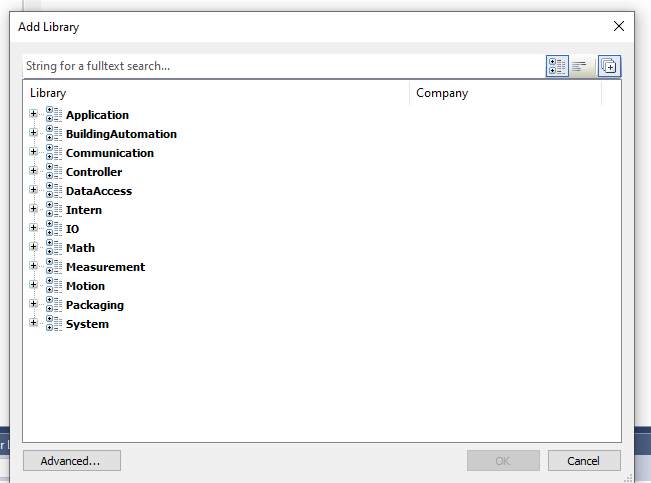 Add Library
String for a fulltext search...
Library Company
Application
BuildingAutomation
Communication
Controller
DataAccess
Intern
IO
Math
Measurement
Motion
Packaging
System
Advanced... OK Cancel